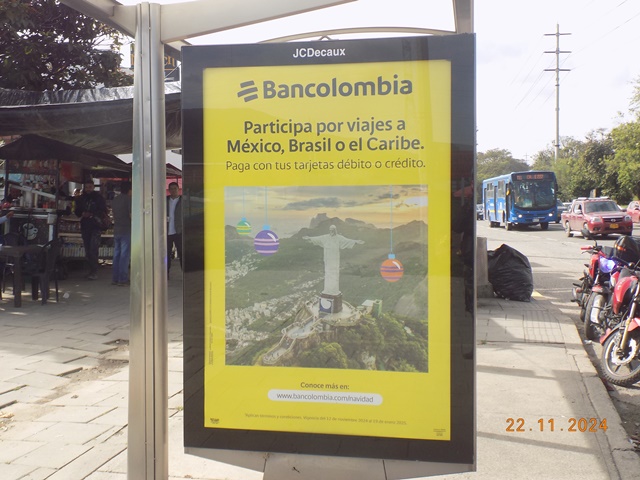 JCDecaux
Bancolombia
Participa por viajes a
México, Brasil o el Caribe.
Paga con tus tarjetas débito o crédito.
Conoce más en:
www.bancolombia.com/navidad
22.11.2024